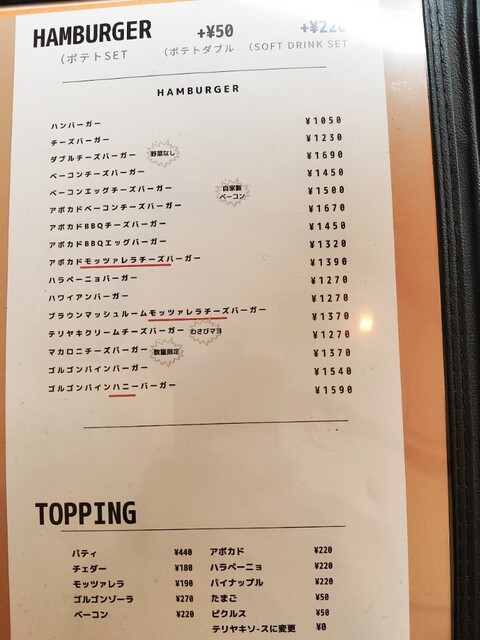 HAMBURGER +¥50 +¥220
(ポテトSET (ポテトダブル (SOFT DRINK SET
HAMBURGER
ハンバーガー ¥1050
チーズバーガー ¥1230
ダブルチーズバーガー 野菜なし ¥1690
ベーコンチーズバーガー ¥1450
ベーコンエッグチーズバーガー 自家製ベーコン ¥1500
アボカドベーコンチーズバーガー ¥1670
アボカドBBQチーズバーガー ¥1450
アボカドBBQエッグバーガー ¥1320
アボカドモッツァレラチーズバーガー ¥1390
ハラペーニョバーガー ¥1270
ハワイアンバーガー ¥1270
ブラウンマッシュルームモッツァレラチーズバーガー ¥1370
テリヤキクリームチーズバーガー わさびマヨ ¥1270
マカロニチーズバーガー 数量限定 ¥1370
ゴルゴンパインバーガー ¥1540
ゴルゴンパインハニーバーガー ¥1590
TOPPING
パティ ¥440 アボカド ¥220
チェダー ¥180 ハラペーニョ ¥220
モッツァレラ ¥190 パイナップル ¥220
ゴルゴンゾーラ ¥270 たまご ¥50
ベーコン ¥220 ピクルス ¥50
テリヤキソースに変更 ¥0